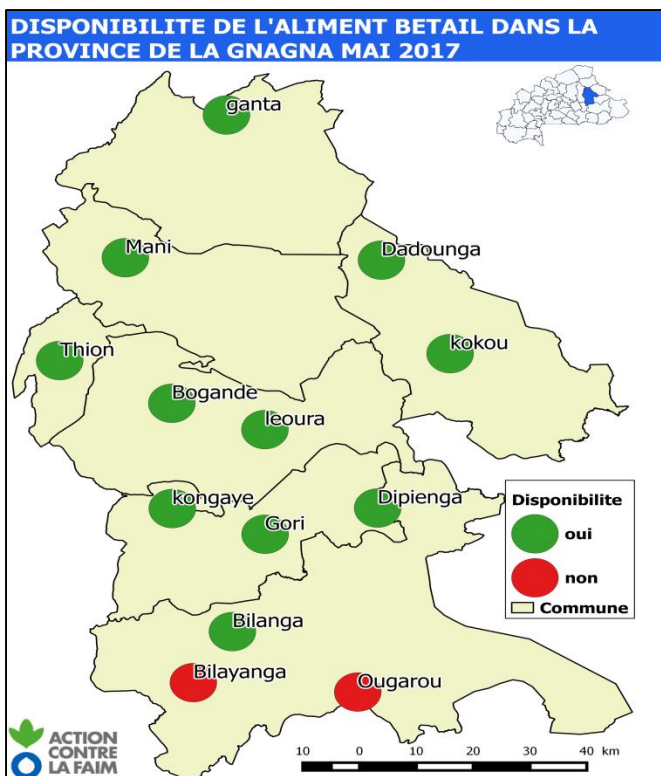 DISPONIBILITE DE L'ALIMENT BETAIL DANS LA
PROVINCE DE LA GNAGNA MAI 2017
ganta
Mani
Dadounga
Thion
kokou
Bogande
leoura
kongaye
Gori
Dipienga
Disponibilite
oui
non
Commune
Bilanga
Bilayanga
Ougarou
ACTION
CONTRE
LA FAIM
10 0 10 20 30 40 km